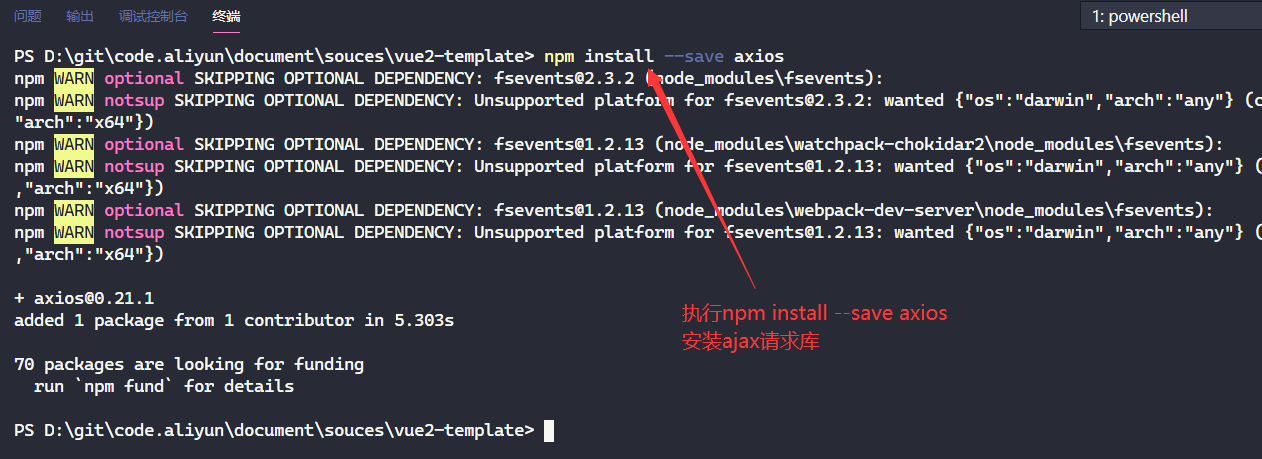 问题 输出 调试控制台 终端 1: powershell
PS D:\git\code.aliyun\document\souces\vue2-template> npm install --save axios
npm WARN optional SKIPPING OPTIONAL DEPENDENCY: fsevents@2.3.2 (node_modules\fsevents):
npm WARN notsup SKIPPING OPTIONAL DEPENDENCY: Unsupported platform for fsevents@2.3.2: wanted {"os":"darwin","arch":"any"} (c
"arch":"x64"})
npm WARN optional SKIPPING OPTIONAL DEPENDENCY: fsevents@1.2.13 (node_modules\watchpack-chokidar2\node_modules\fsevents):
npm WARN notsup SKIPPING OPTIONAL DEPENDENCY: Unsupported platform for fsevents@1.2.13: wanted {"os":"darwin","arch":"any"} (
,"arch":"x64"})
npm WARN optional SKIPPING OPTIONAL DEPENDENCY: fsevents@1.2.13 (node_modules\webpack-dev-server\node_modules\fsevents):
npm WARN notsup SKIPPING OPTIONAL DEPENDENCY: Unsupported platform for fsevents@1.2.13: wanted {"os":"darwin","arch":"any"} (
,"arch":"x64"})
+ axios@0.21.1
added 1 package from 1 contributor in 5.303s
执行npm install --save axios
安装ajax请求库
70 packages are looking for funding
run `npm fund` for details
PS D:\git\code.aliyun\document\souces\vue2-template>